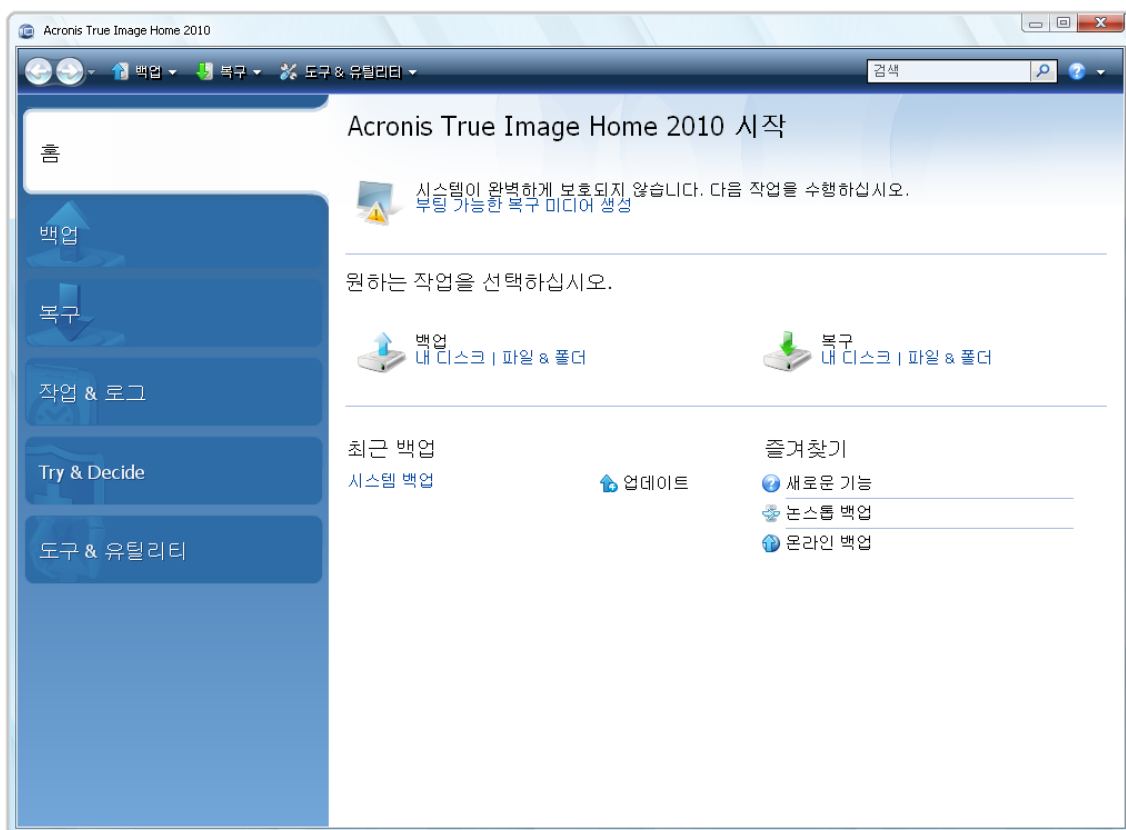 Acronis True Image Home 2010
백업 복구 도구 & 유틸리티 검색
홈
백업
복구
작업 & 로그
Try & Decide
도구 & 유틸리티
Acronis True Image Home 2010 시작
시스템이 완벽하게 보호되지 않습니다. 다음 작업을 수행하십시오.
부팅 가능한 복구 미디어 생성
원하는 작업을 선택하십시오.
백업
내 디스크 | 파일 & 폴더
복구
내 디스크 | 파일 & 폴더
최근 백업
시스템 백업 업데이트
즐겨찾기
새로운 기능
논스톱 백업
온라인 백업